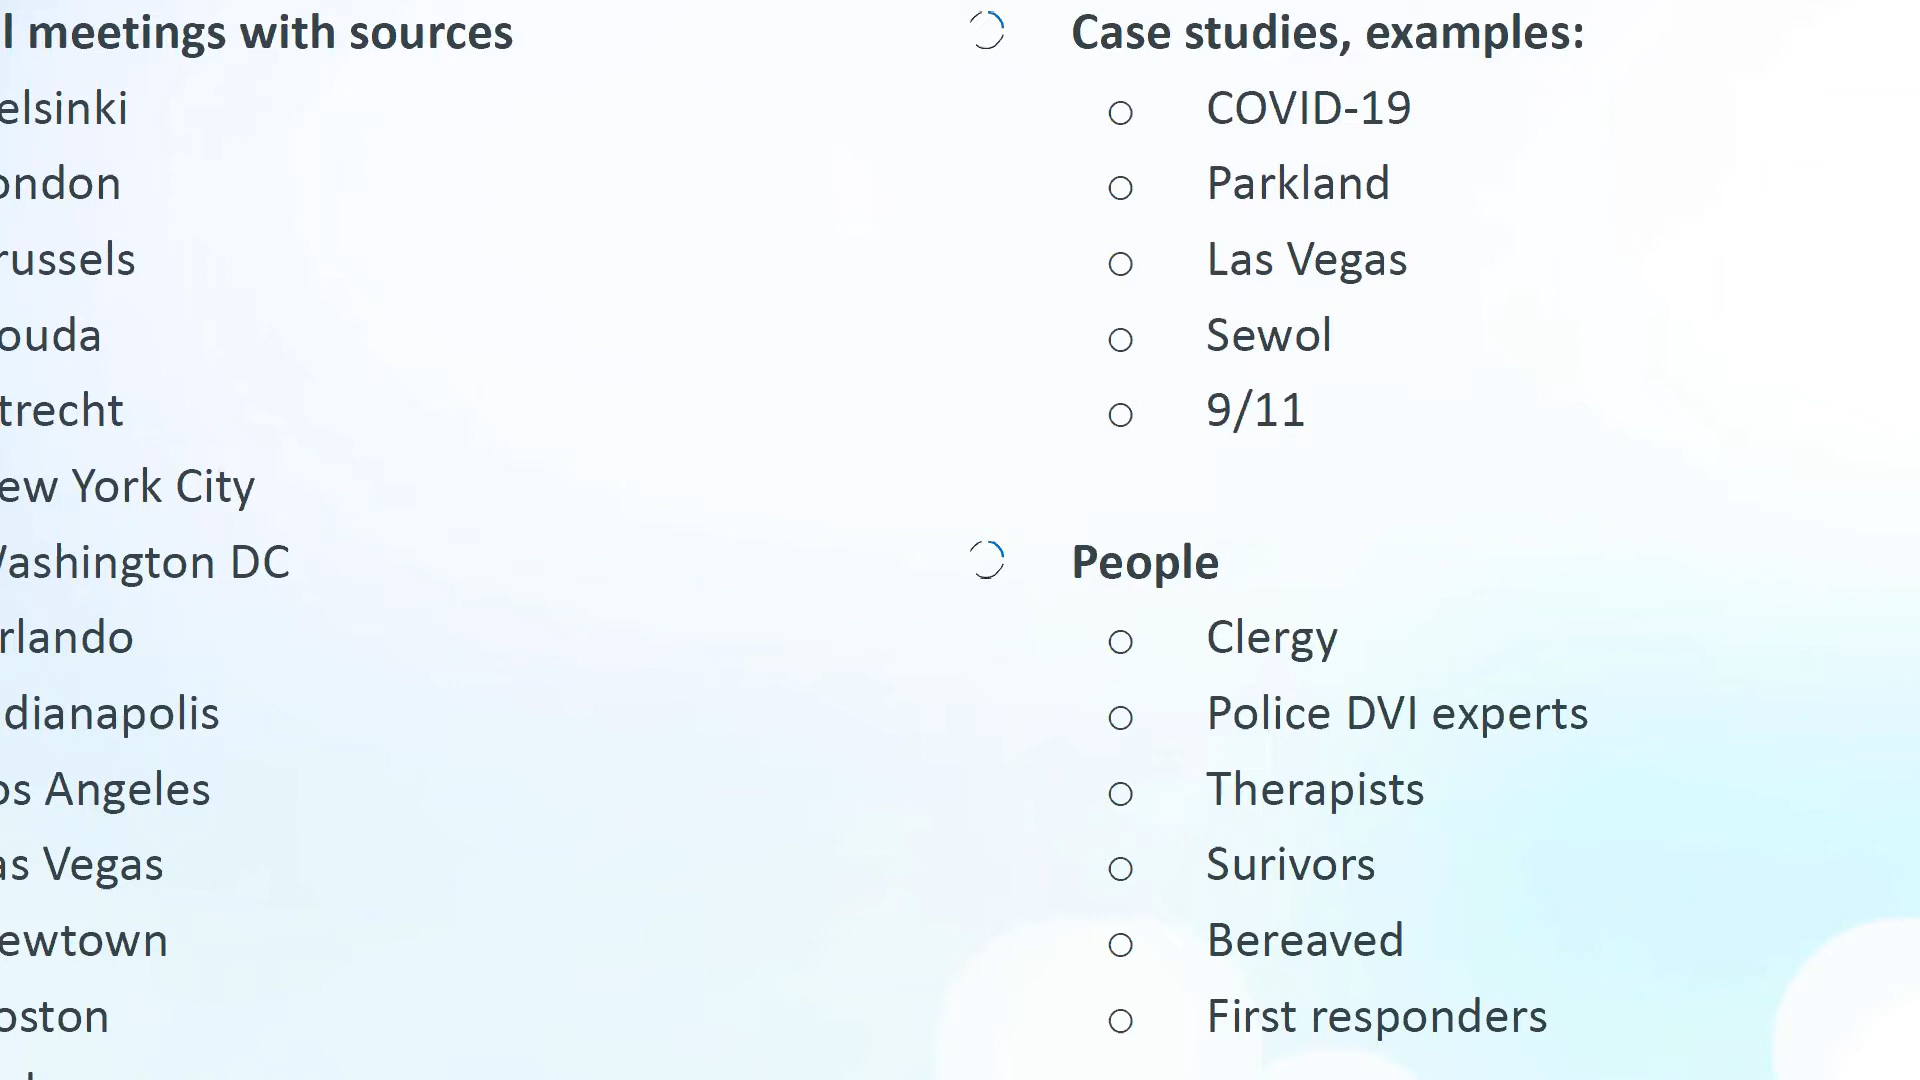 l meetings with sources
elsinki
ondon
russels
ouda
trecht
ew York City
Washington DC
rlando
dianapolis
os Angeles
as Vegas
ewtown
oston
Case studies, examples:
COVID-19
Parkland
Las Vegas
Sewol
9/11
People
Clergy
Police DVI experts
Therapists
Surivors
Bereaved
First responders